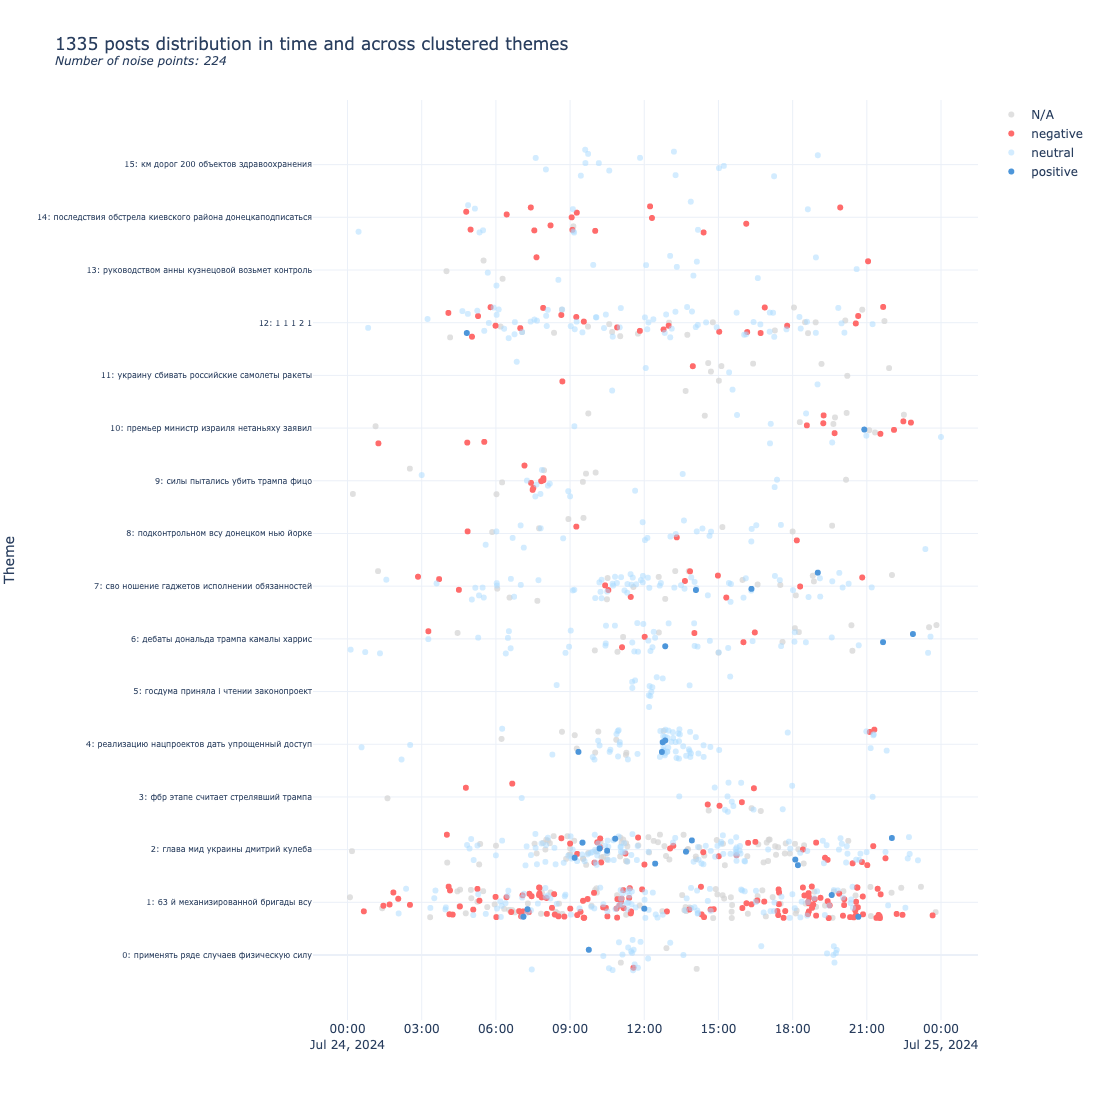 1335 posts distribution in time and across clustered themes
Number of noise points: 224
N/A
negative
neutral
positive
Theme
15: км дорог 200 объектов здравоохранения
14: последствия обстрела киевского района донецкаподписаться
13: руководством анны кузнецовой возьмет контроль
12: 1 1 1 2 1
11: украину сбивать российские самолеты ракеты
10: премьер министр израиля нетаньяху заявил
9: силы пытались убить трампа фицо
8: подконтрольном всу донецком нью йорке
7: сво ношение гаджетов исполнении обязанностей
6: дебаты дональда трампа камалы харрис
5: госдума приняла i чтении законопроект
4: реализацию нацпроектов дать упрощенный доступ
3: фбр этапе считает стрелявший трампа
2: глава мид украины дмитрий кулеба
1: 63 й механизированной бригады всу
0: применять ряде случаев физическую силу
00:00 03:00 06:00 09:00 12:00 15:00 18:00 21:00 00:00
Jul 24, 2024 Jul 25, 2024